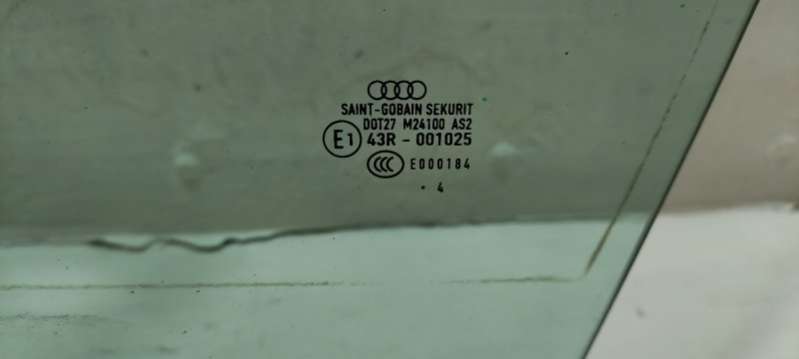 SAINT-GOBAIN SEKURIT
DOT27 M24100 AS2
E1 43R - 001025
CCC E000184
. 4